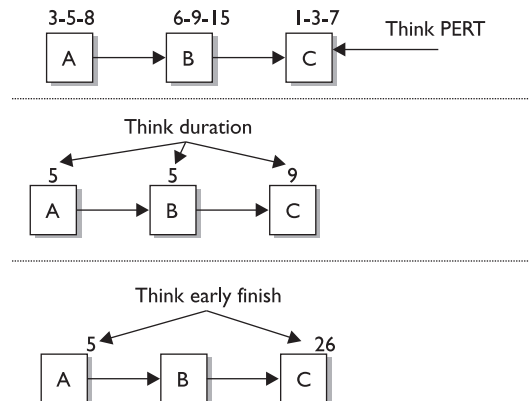 3-5-8 6-9-15 1-3-7
Think PERT
A B C
Think duration
5 5 9
A B C
Think early finish
5 26
A B C